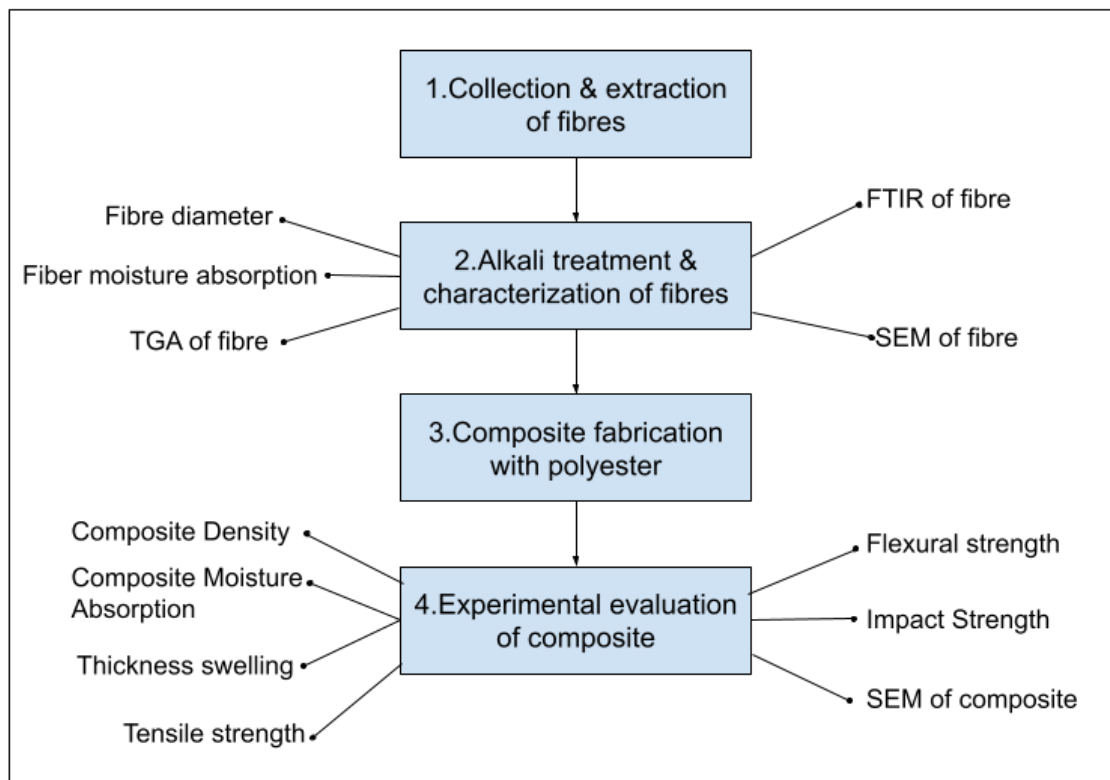 1.Collection & extraction
of fibres
Fibre diameter
Fiber moisture absorption
TGA of fibre
2.Alkali treatment &
characterization of fibres
FTIR of fibre
SEM of fibre
3.Composite fabrication
with polyester
Composite Density
Composite Moisture
Absorption
Thickness swelling
Tensile strength
4.Experimental evaluation
of composite
Flexural strength
Impact Strength
SEM of composite